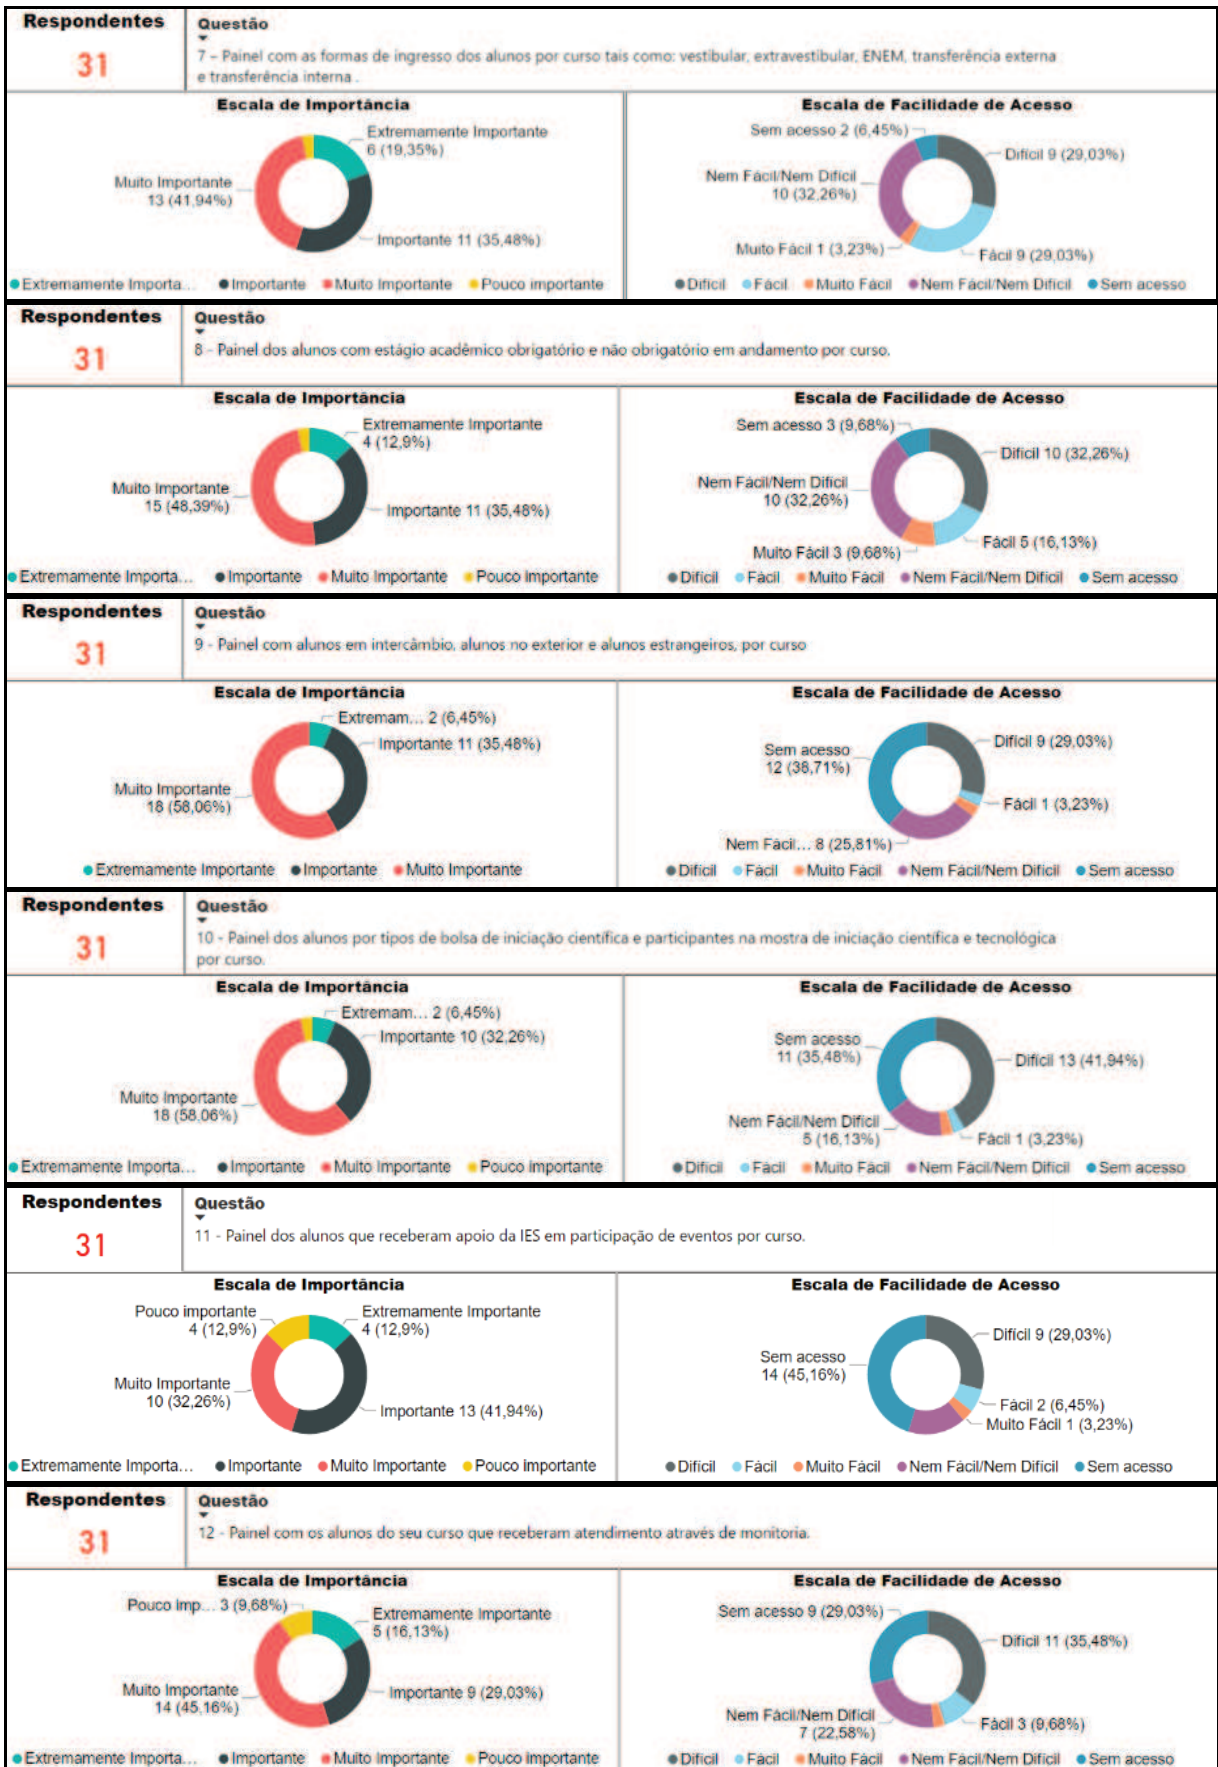 Respondentes
31
Questão
7 – Painel com as formas de ingresso dos alunos por curso tais como: vestibular, extravestibular, ENEM, transferência externa
e transferência interna .
Escala de Importância
Extremamente Importante
6 (19,35%)
Muito Importante
13 (41,94%)
Importante 11 (35,48%)
Extremamente Importa...
Importante
Muito Importante
Pouco importante
Escala de Facilidade de Acesso
Sem acesso 2 (6,45%)
Difícil 9 (29,03%)
Nem Fácil/Nem Difícil
10 (32,26%)
Muito Fácil 1 (3,23%)
Fácil 9 (29,03%)
Difícil
Fácil
Muito Fácil
Nem Fácil/Nem Difícil
Sem acesso
Respondentes
31
Questão
8 - Painel dos alunos com estágio acadêmico obrigatório e não obrigatório em andamento por curso.
Escala de Importância
Extremamente Importante
4 (12,9%)
Muito Importante
15 (48,39%)
Importante 11 (35,48%)
Extremamente Importa...
Importante
Muito Importante
Pouco importante
Escala de Facilidade de Acesso
Sem acesso 3 (9,68%)
Difícil 10 (32,26%)
Nem Fácil/Nem Difícil
10 (32,26%)
Muito Fácil 3 (9,68%)
Fácil 5 (16,13%)
Difícil
Fácil
Muito Fácil
Nem Fácil/Nem Difícil
Sem acesso
Respondentes
31
Questão
9 - Painel com alunos em intercâmbio, alunos no exterior e alunos estrangeiros, por curso
Escala de Importância
Extremam... 2 (6,45%)
Importante 11 (35,48%)
Muito Importante
18 (58,06%)
Extremamente Importante
Importante
Muito Importante
Escala de Facilidade de Acesso
Sem acesso
12 (38,71%)
Difícil 9 (29,03%)
Fácil 1 (3,23%)
Nem Fácil... 8 (25,81%)
Difícil
Fácil
Muito Fácil
Nem Fácil/Nem Difícil
Sem acesso
Respondentes
31
Questão
10 - Painel dos alunos por tipos de bolsa de iniciação científica e participantes na mostra de iniciação científica e tecnológica
por curso.
Escala de Importância
Extremam... 2 (6,45%)
Importante 10 (32,26%)
Muito Importante
18 (58,06%)
Extremamente Importa...
Importante
Muito Importante
Pouco importante
Escala de Facilidade de Acesso
Sem acesso
11 (35,48%)
Difícil 13 (41,94%)
Nem Fácil/Nem Difícil
5 (16,13%)
Fácil 1 (3,23%)
Difícil
Fácil
Muito Fácil
Nem Fácil/Nem Difícil
Sem acesso
Respondentes
31
Questão
11 - Painel dos alunos que receberam apoio da IES em participação de eventos por curso.
Escala de Importância
Pouco importante
4 (12,9%)
Extremamente Importante
4 (12,9%)
Muito Importante
10 (32,26%)
Importante 13 (41,94%)
Extremamente Importa...
Importante
Muito Importante
Pouco importante
Escala de Facilidade de Acesso
Difícil 9 (29,03%)
Sem acesso
14 (45,16%)
Fácil 2 (6,45%)
Muito Fácil 1 (3,23%)
Difícil
Fácil
Muito Fácil
Nem Fácil/Nem Difícil
Sem acesso
Respondentes
31
Questão
12 - Painel com os alunos do seu curso que receberam atendimento através de monitoria.
Escala de Importância
Pouco imp... 3 (9,68%)
Extremamente Importante
5 (16,13%)
Muito Importante
14 (45,16%)
Importante 9 (29,03%)
Extremamente Importa...
Importante
Muito Importante
Pouco importante
Escala de Facilidade de Acesso
Sem acesso 9 (29,03%)
Difícil 11 (35,48%)
Nem Fácil/Nem Difícil
7 (22,58%)
Fácil 3 (9,68%)
Difícil
Fácil
Muito Fácil
Nem Fácil/Nem Difícil
Sem acesso